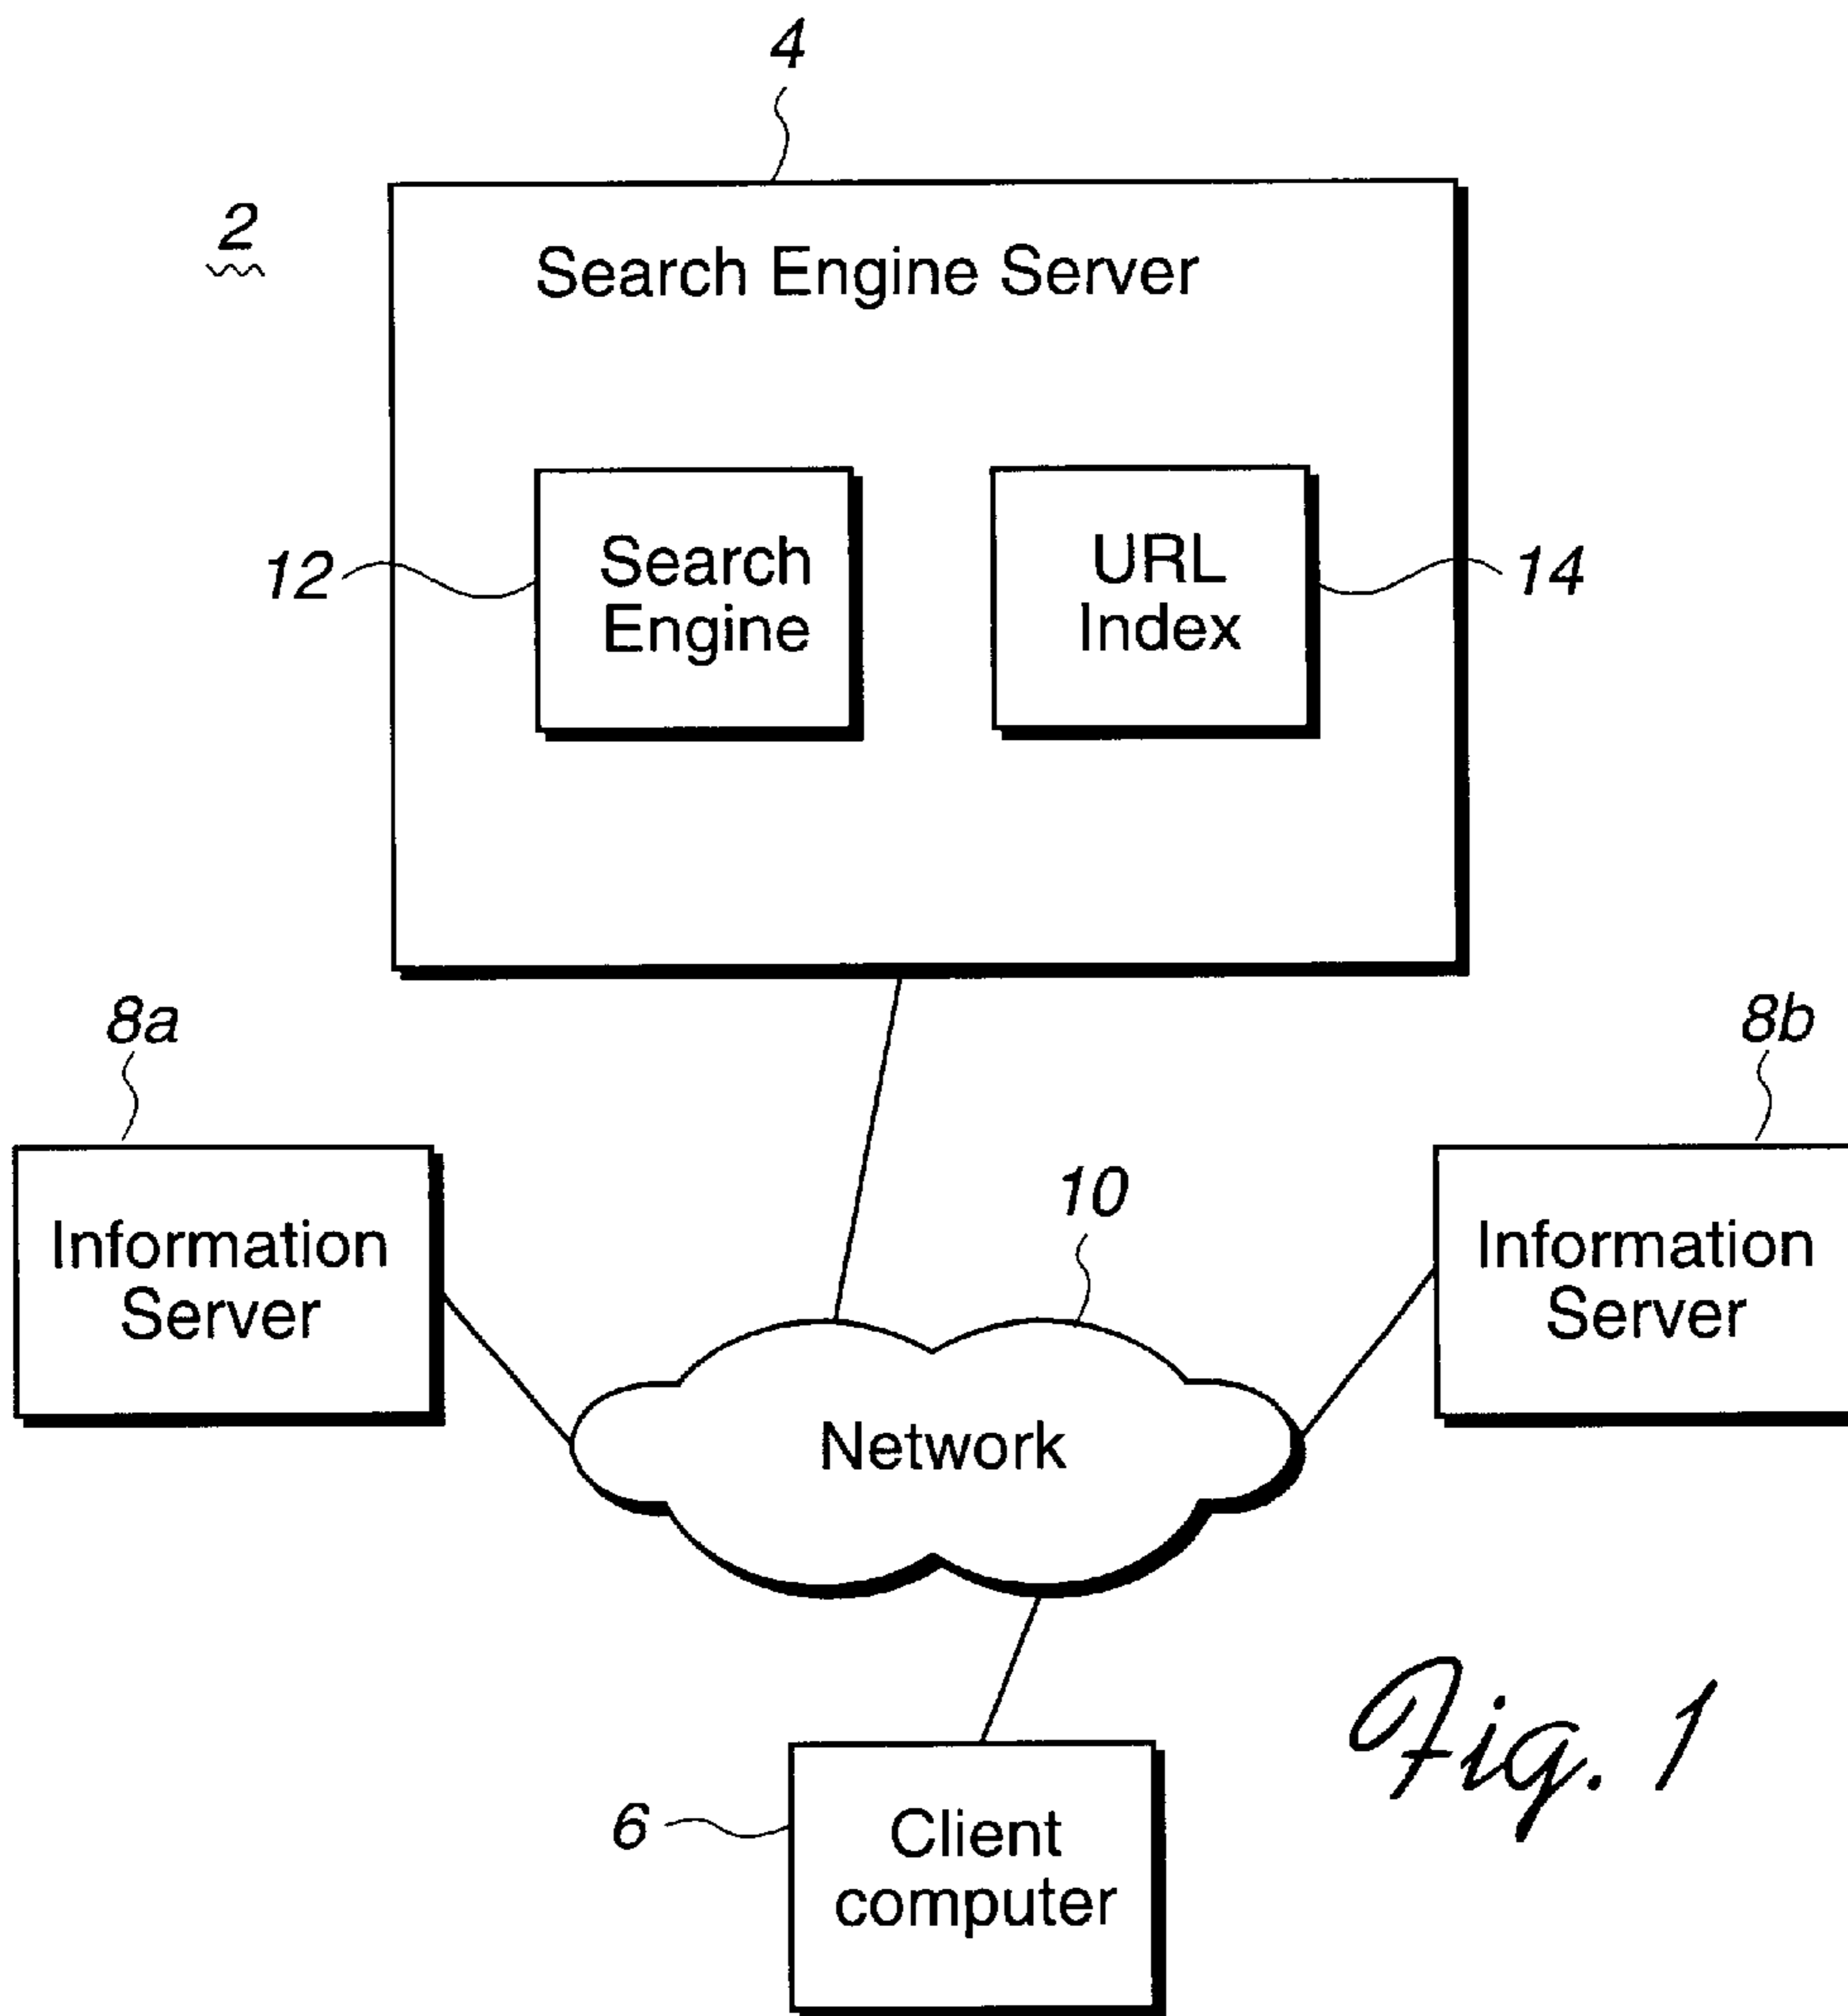 4
2
Search Engine Server
12
Search
Engine
URL
Index
14
8a
8b
Information
Server
10
Information
Server
Network
6
Client
computer
Fig. 1